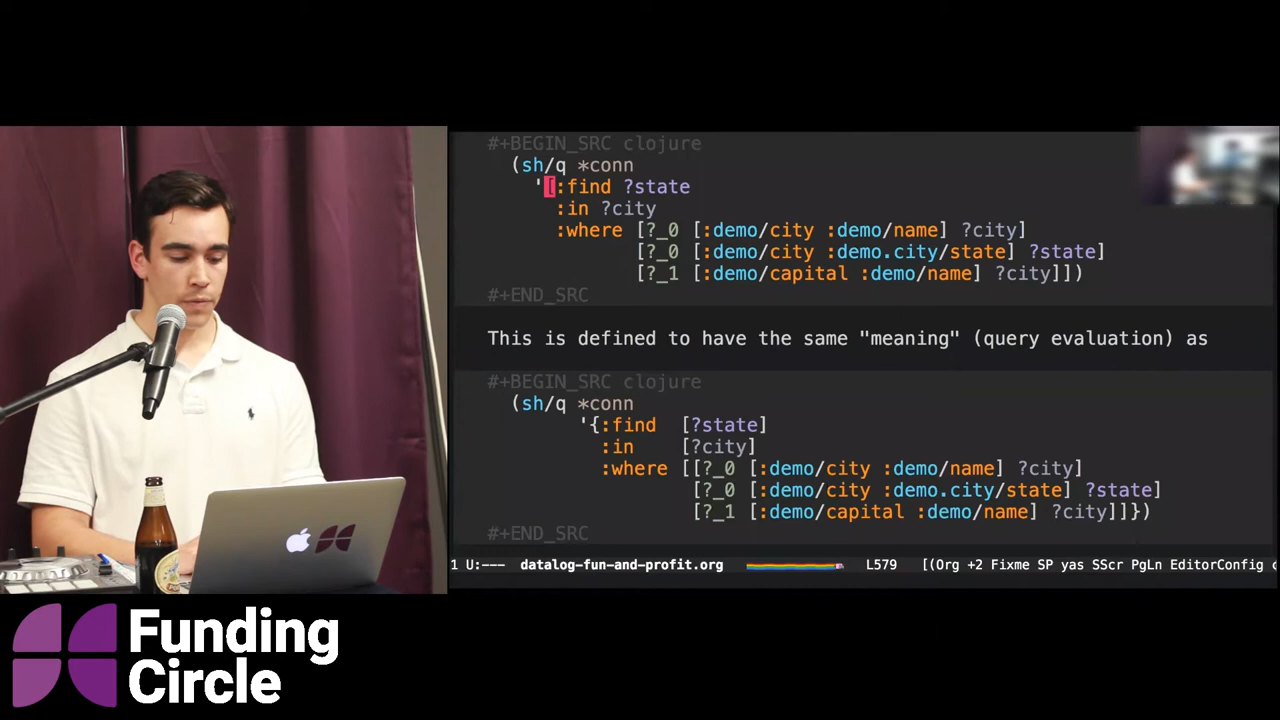 #+BEGIN_SRC clojure
(sh/q *conn
'[:find ?state
:in ?city
:where [?_0 [:demo/city :demo/name] ?city]
[?_0 [:demo/city :demo.city/state] ?state]
[?_1 [:demo/capital :demo/name] ?city]])
#+END_SRC
This is defined to have the same "meaning" (query evaluation) as
#+BEGIN_SRC clojure
(sh/q *conn
'{:find [?state]
:in [?city]
:where [[?_0 [:demo/city :demo/name] ?city]
[?_0 [:demo/city :demo.city/state] ?state]
[?_1 [:demo/capital :demo/name] ?city]]})
#+END_SRC
1 U:--- datalog-fun-and-profit.org L579 [(Org +2 Fixme SP yas SScr PgLn EditorConfig
Funding
Circle